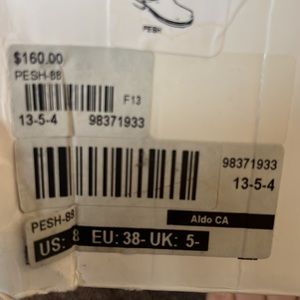 PESH
$160.00
PESH-88
F13
13-5-4 98371933
98371933
13-5-4
Aldo CA
PESH-88
US: 8 EU: 38- UK: 5-